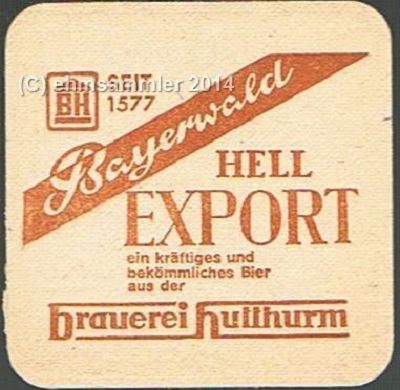 (C) ehmsammler 2014
BH
SEIT
1577
Bayerwald
HELL
EXPORT
ein kräftiges und
bekömmliches Bier
aus der
brauerei hutthurm